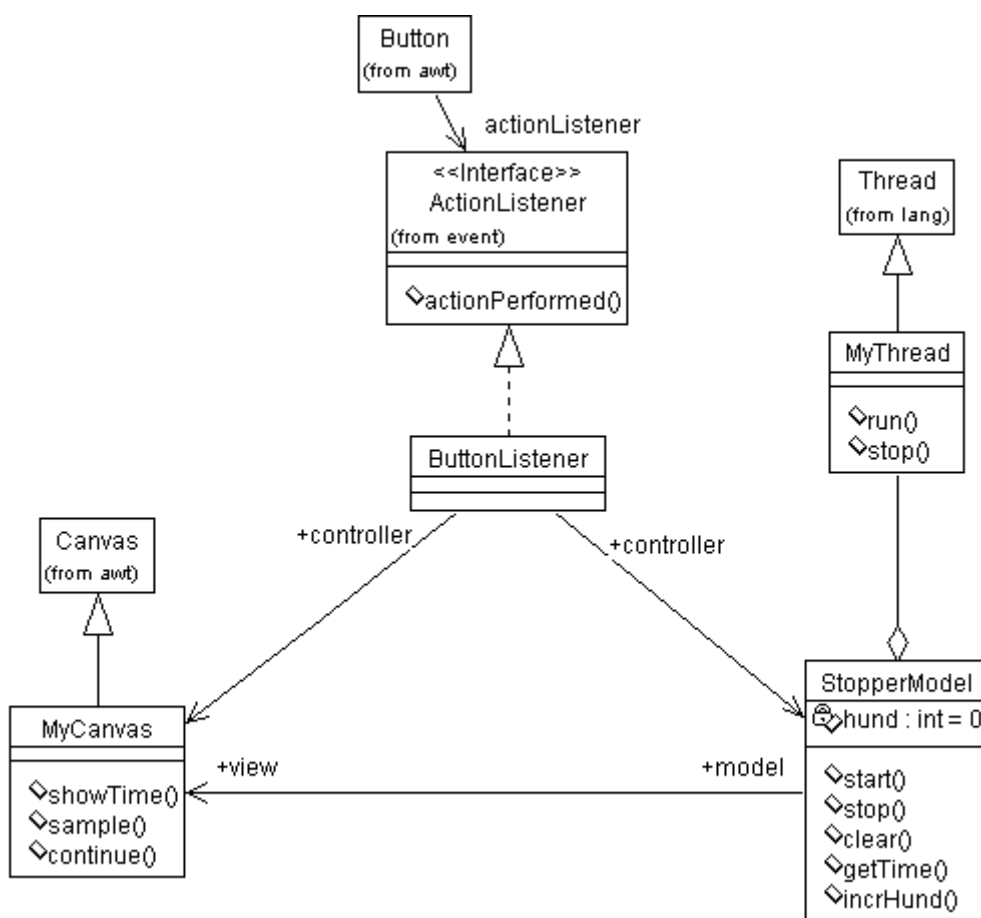 Button
(from awt)
actionListener
<<Interface>>
ActionListener
(from event)
actionPerformed()
Thread
(from lang)
MyThread
run()
stop()
ButtonListener
+controller
+controller
Canvas
(from awt)
MyCanvas
showTime()
sample()
continue()
+view
+model
StopperModel
hund : int = 0
start()
stop()
clear()
getTime()
incrHund()